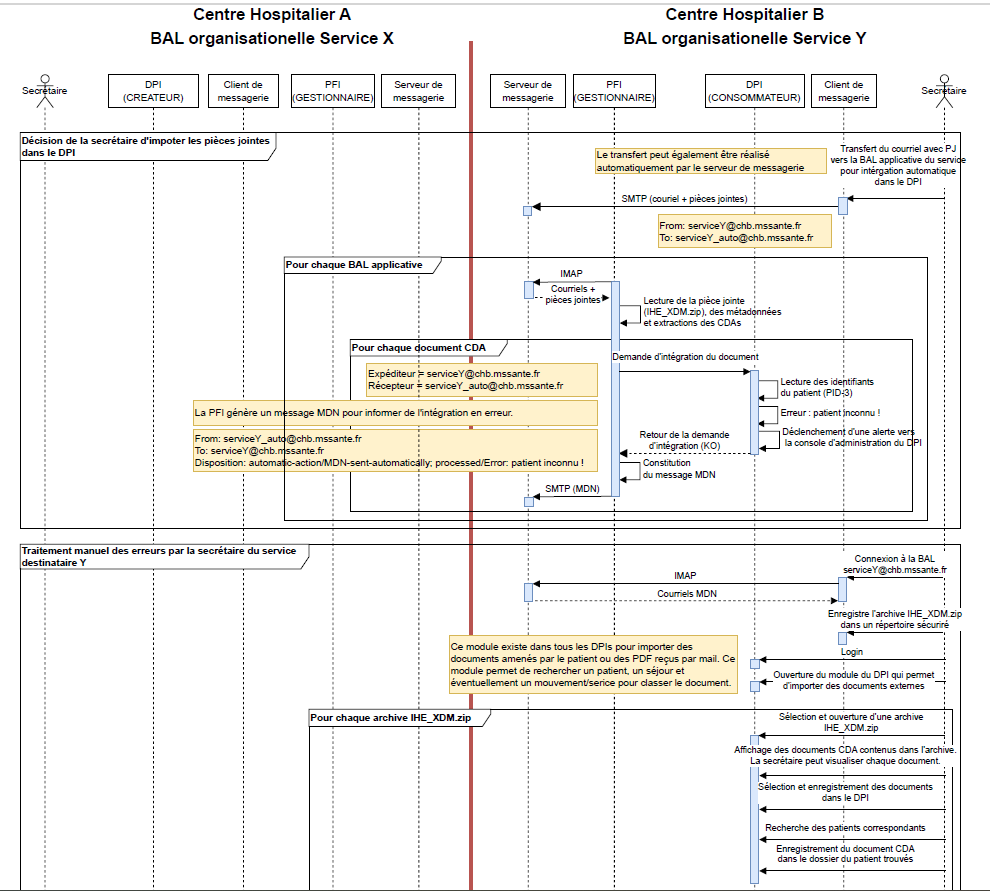 Centre Hospitalier A
BAL organisationelle Service X
Centre Hospitalier B
BAL organisationelle Service Y
Secrétaire
DPI
(CREATEUR)
Client de
messagerie
PFI
(GESTIONNAIRE)
Serveur de
messagerie
Serveur de
messagerie
PFI
(GESTIONNAIRE)
DPI
(CONSOMMATEUR)
Client de
messagerie
Secrétaire
Décision de la secrétaire d'impoter les pièces jointes
dans le DPI
Le transfert peut également être réalisé
automatiquement par le serveur de messagerie
Transfert du courriel avec PJ
vers la BAL applicative du service
pour intérgation automatique
dans le DPI
SMTP (couriel + pièces jointes)
From: serviceY@chb.mssante.fr
To: serviceY_auto@chb.mssante.fr
Pour chaque BAL applicative
IMAP
Courriels +
pièces jointes
Lecture de la pièce jointe
(IHE_XDM.zip), des métadonnées
et extractions des CDAs
Pour chaque document CDA
Demande d'intégration du document
Expéditeur = serviceY@chb.mssante.fr
Récepteur = serviceY_auto@chb.mssante.fr
Lecture des identifiants
du patient (PID-3)
La PFI génère un message MDN pour informer de l'intégration en erreur.
Erreur : patient inconnu !
From: serviceY_auto@chb.mssante.fr
To: serviceY@chb.mssante.fr
Disposition: automatic-action/MDN-sent-automatically; processed/Error: patient inconnu !
Déclenchement d'une alerte vers
la console d'administration du DPI
Retour de la demande
d'intégration (KO)
Constitution
du message MDN
SMTP (MDN)
Traitement manuel des erreurs par la secrétaire du service
destinataire Y
Connexion à la BAL
serviceY@chb.mssante.fr
IMAP
Courriels MDN
Enregistre l'archive IHE_XDM.zip
dans un répertoire sécuriré
Login
Ce module existe dans tous les DPIs pour importer des
documents amenés par le patient ou des PDF reçus par mail. Ce
module permet de rechercher un patient, un séjour et
éventuellement un mouvement/serice pour classer le document.
Ouverture du module du DPI qui permet
d'importer des documents externes
Pour chaque archive IHE_XDM.zip
Sélection et ouverture d'une archive
IHE_XDM.zip
Affichage des documents CDA contenus dans l'archive.
La secrétaire peut visualiser chaque document.
Sélection et enregistrement des documents
dans le DPI
Recherche des patients correspondants
Enregistrement du document CDA
dans le dossier du patient trouvés